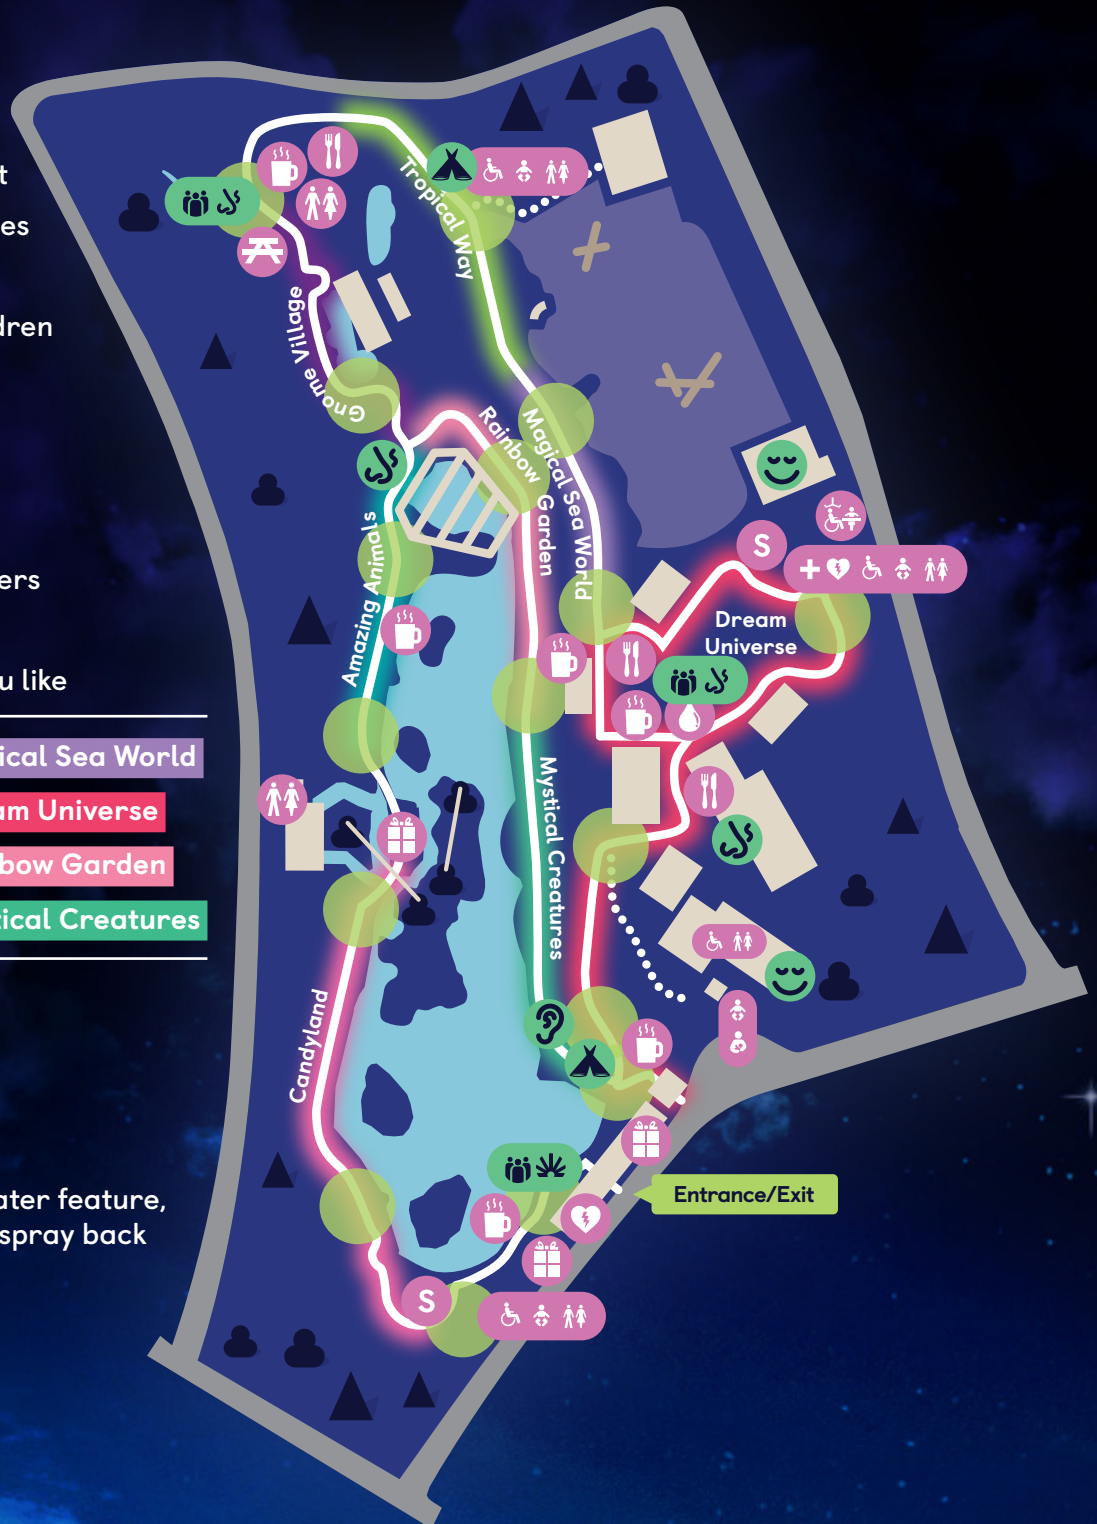 t
es
dren
ers
u like
ical Sea World
am Universe
bow Garden
tical Creatures
ater feature,
spray back
Tropical Way
Gnome Village
Rainbow Garden
Magical Sea World
Amazing Animals
S
Dream
Universe
Mystical Creatures
Candyland
Entrance/Exit
S